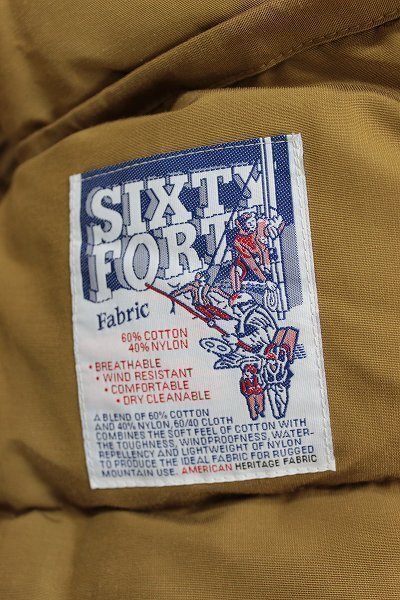 SIXTY
FORTY
Fabric
60% COTTON
40% NYLON
• BREATHABLE
• WIND RESISTANT
• COMFORTABLE
• DRY CLEANABLE
A BLEND OF 60% COTTON
AND 40% NYLON, 60/40 CLOTH
COMBINES THE SOFT FEEL OF COTTON WITH
THE TOUGHNESS, WINDPROOFNESS, WATER-
REPELLENCY AND LIGHTWEIGHT OF NYLON
TO PRODUCE THE IDEAL FABRIC FOR RUGGED
MOUNTAIN USE. AMERICAN HERITAGE FABRIC